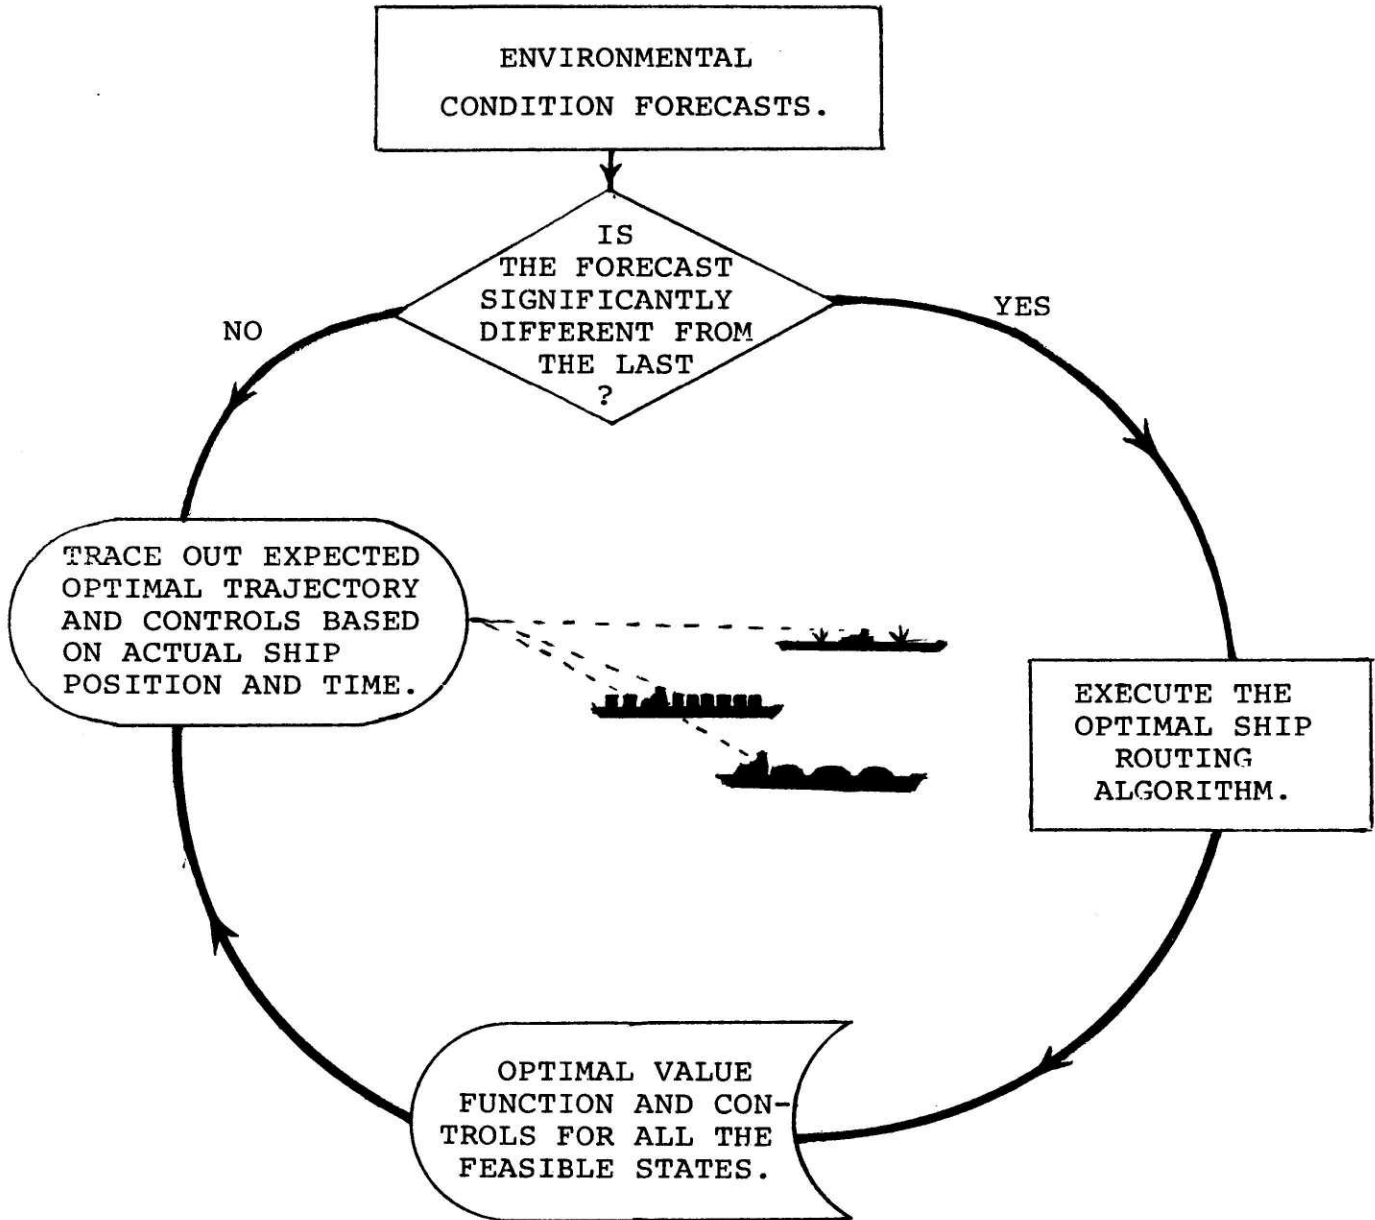 ENVIRONMENTAL
CONDITION FORECASTS.
IS
THE FORECAST
SIGNIFICANTLY
DIFFERENT FROM
THE LAST
?
NO
YES
TRACE OUT EXPECTED
OPTIMAL TRAJECTORY
AND CONTROLS BASED
ON ACTUAL SHIP
POSITION AND TIME.
EXECUTE THE
OPTIMAL SHIP
ROUTING
ALGORITHM.
OPTIMAL VALUE
FUNCTION AND CON-
TROLS FOR ALL THE
FEASIBLE STATES.